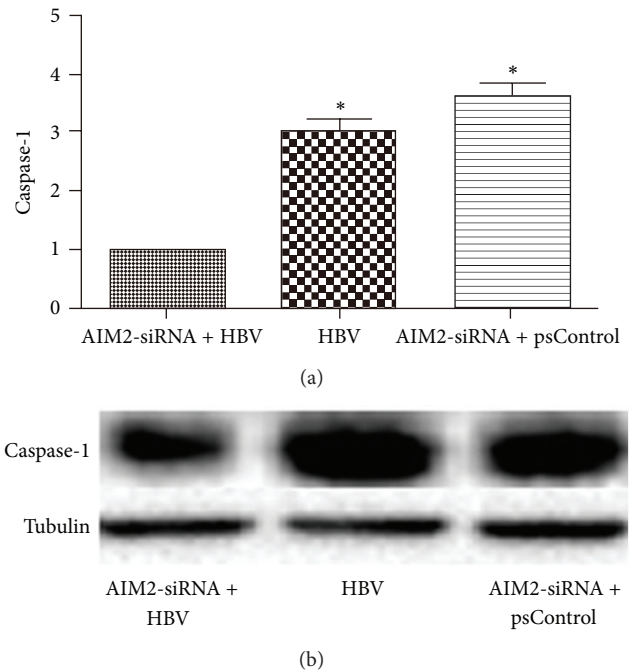 5
4
3
2
1
0
Caspase-1
*
*
AIM2-siRNA + HBV
HBV
AIM2-siRNA + psControl
(a)
Caspase-1
Tubulin
AIM2-siRNA +
HBV
HBV
AIM2-siRNA +
psControl
(b)